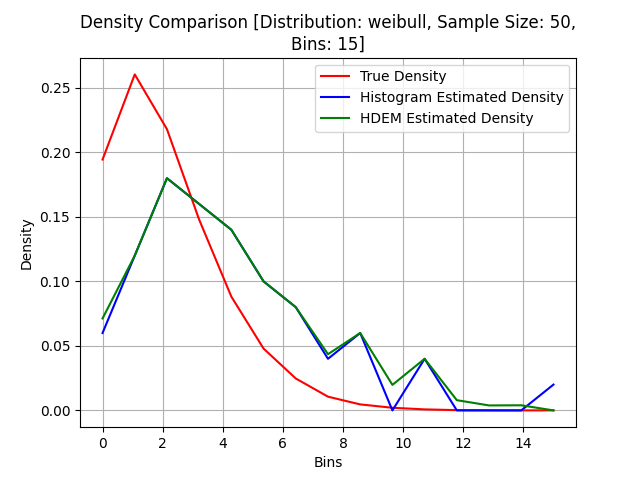 Density Comparison [Distribution: weibull, Sample Size: 50,
Bins: 15]
True Density
Histogram Estimated Density
HDEM Estimated Density
Density
0.25
0.20
0.15
0.10
0.05
0.00
0 2 4 6 8 10 12 14
Bins